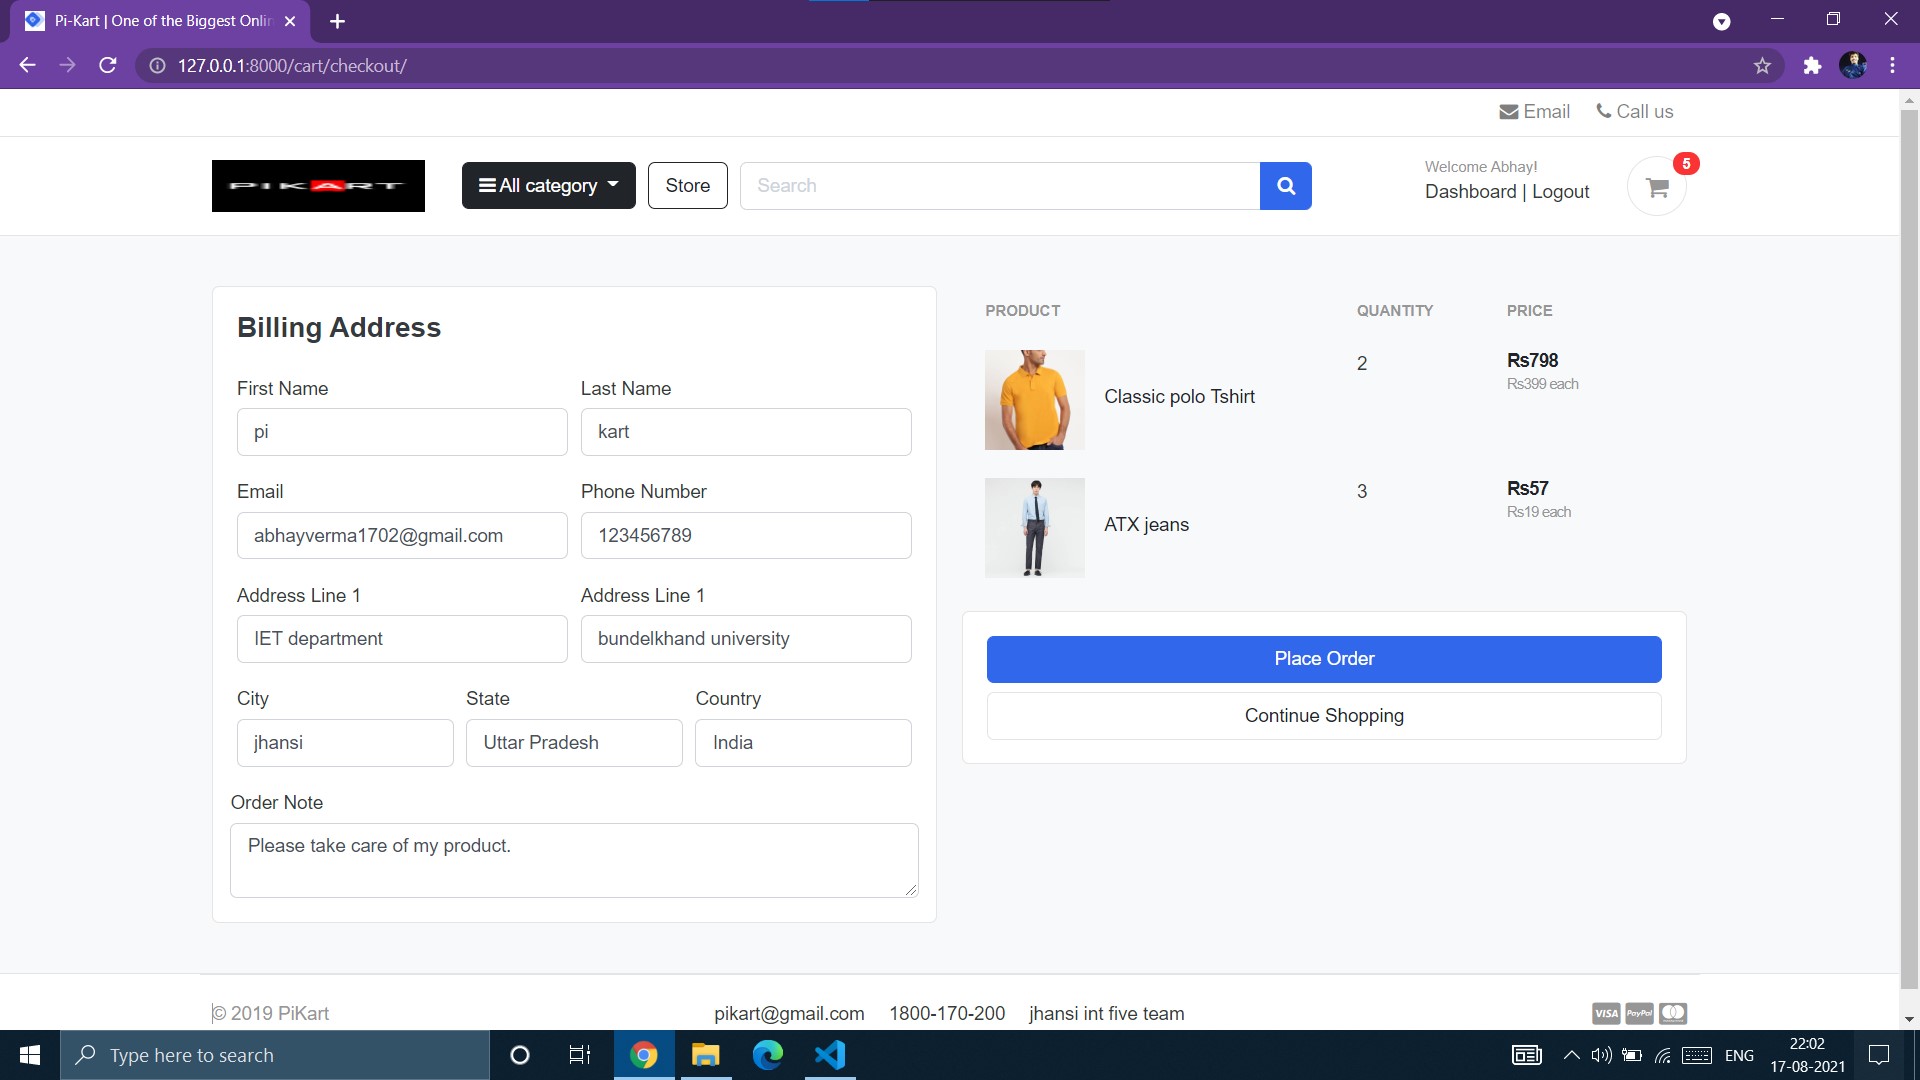 Pi-Kart | One of the Biggest Onlin
127.0.0.1:8000/cart/checkout/
Email Call us
PIKART
All category
Store
Search
Welcome Abhay!
Dashboard | Logout
5
Billing Address
First Name Last Name
pi kart
Email Phone Number
abhayverma1702@gmail.com 123456789
Address Line 1 Address Line 1
IET department bundelkhand university
City State Country
jhansi Uttar Pradesh India
Order Note
Please take care of my product.
PRODUCT QUANTITY PRICE
Classic polo Tshirt 2 Rs798
Rs399 each
ATX jeans 3 Rs57
Rs19 each
Place Order
Continue Shopping
© 2019 PiKart pikart@gmail.com 1800-170-200 jhansi int five team VISA PayPal
Type here to search
ENG
22:02
17-08-2021